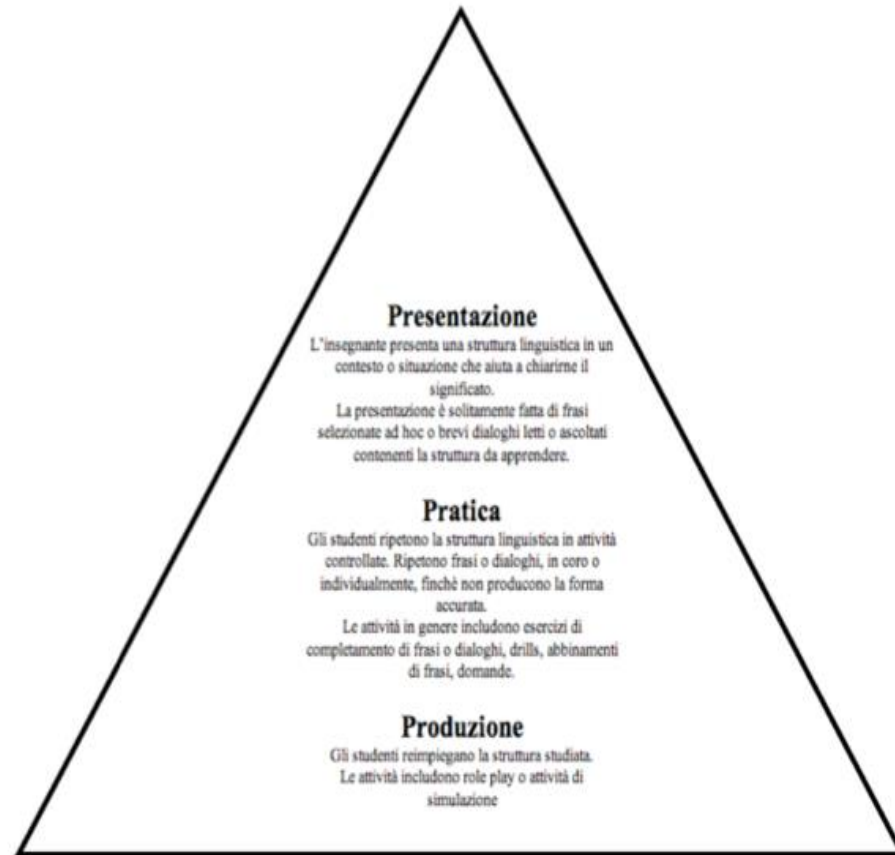 Presentazione
L'insegnante presenta una struttura linguistica in un
contesto o situazione che aiuta a chiarirne il
significato.
La presentazione è solitamente fatta di frasi
selezionate ad hoc o brevi dialoghi letti o ascoltati
contenenti la struttura da apprendere.
Pratica
Gli studenti ripetono la struttura linguistica in attività
controllate. Ripetono frasi o dialoghi, in coro o
individualmente, finchè non producono la forma
accurata.
Le attività in genere includono esercizi di
completamento di frasi o dialoghi, drills, abbinamenti
di frasi, domande.
Produzione
Gli studenti reimpiegano la struttura studiata.
Le attività includono role play o attività di
simulazione